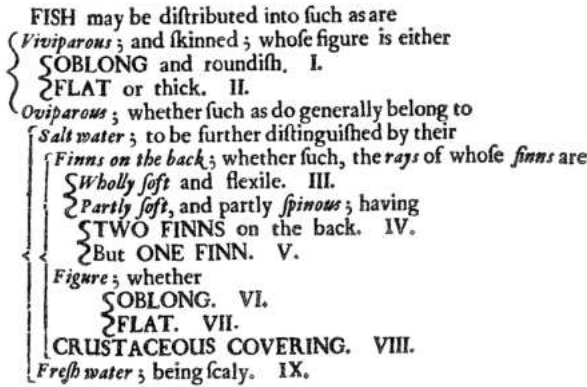 FISH may be diſtributed into ſuch as are
Viviparous; and ſkinned; whoſe figure is either
OBLONG and roundiſh. I.
FLAT or thick. II.
Oviparous; whether ſuch as do generally belong to
Salt water; to be further diſtinguiſhed by their
Finns on the back; whether ſuch, the rays of whoſe finns are
Wholly ſoft and flexile. III.
Partly ſoft, and partly ſpinous; having
TWO FINNS on the back. IV.
But ONE FINN. V.
Figure; whether
OBLONG. VI.
FLAT. VII.
CRUSTACEOUS COVERING. VIII.
Freſh water; being ſcaly. IX.